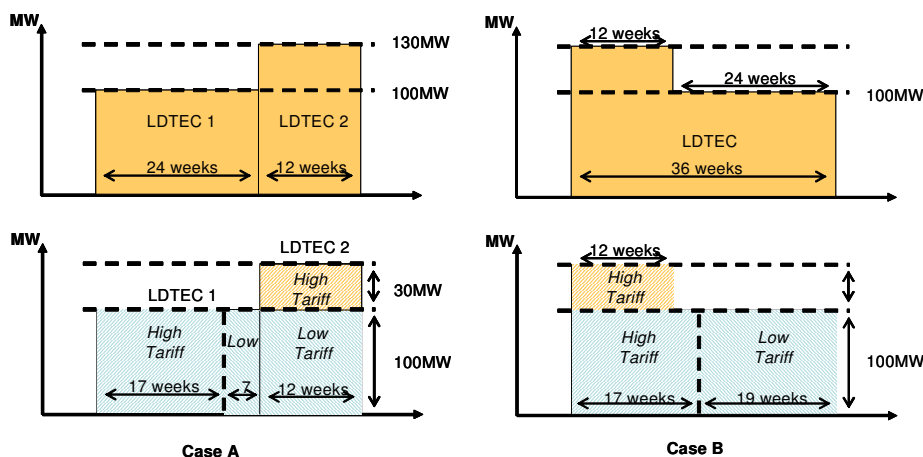 MW
130MW
100MW
LDTEC 1
LDTEC 2
24 weeks
12 weeks
MW
12 weeks
24 weeks
100MW
LDTEC
36 weeks
MW
LDTEC 2
High
Tariff
30MW
LDTEC 1
High
Tariff
Low
Low
Tariff
100MW
17 weeks
7
12 weeks
Case A
MW
12 weeks
High
Tariff
High
Tariff
Low
Tariff
100MW
17 weeks
19 weeks
Case B